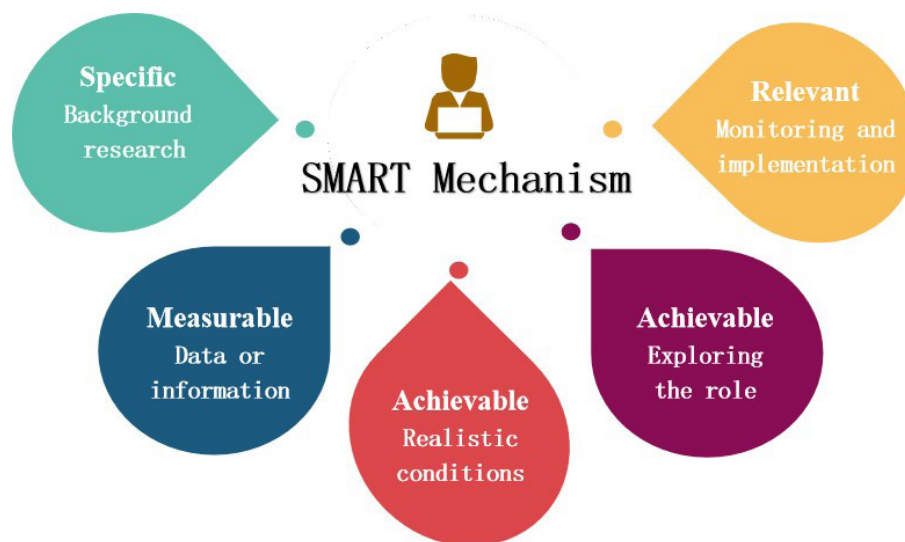 SMART Mechanism
Specific
Background
research
Measurable
Data or
information
Achievable
Realistic
conditions
Achievable
Exploring
the role
Relevant
Monitoring and
implementation